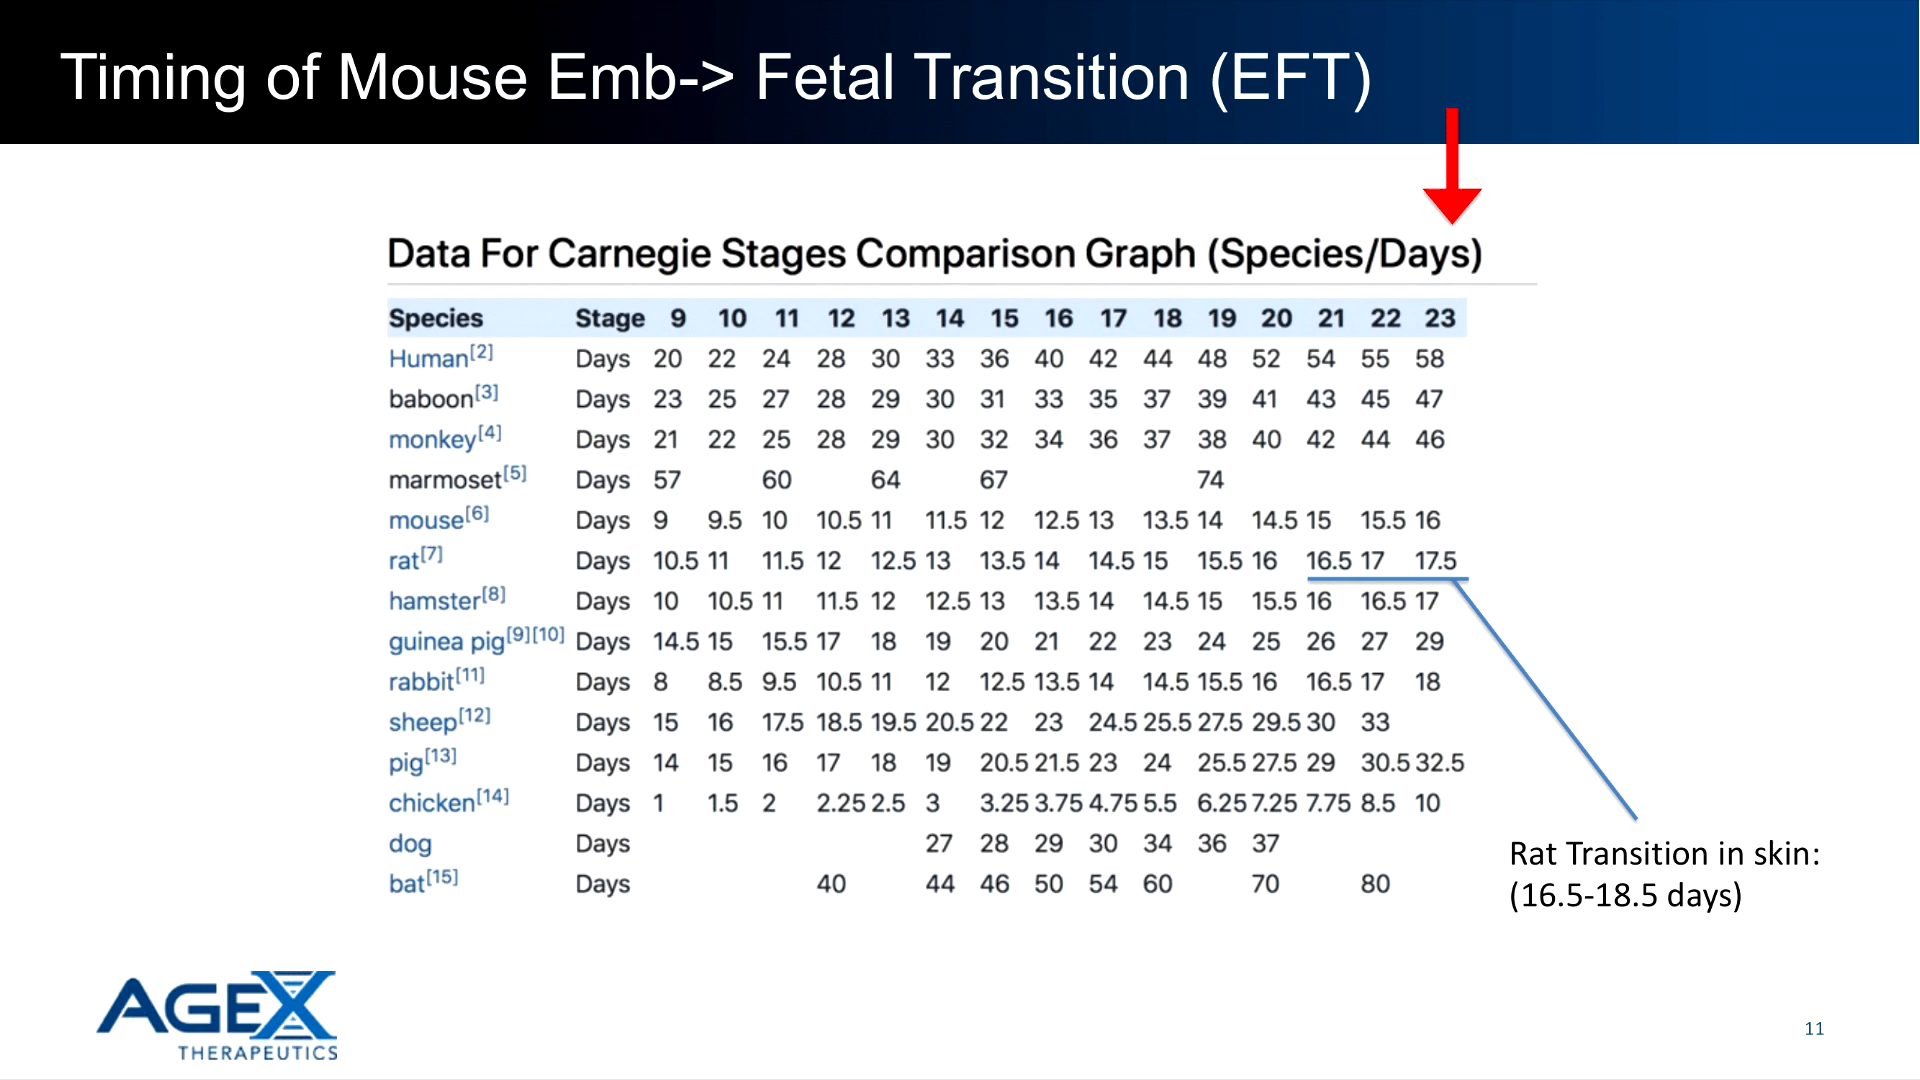 Timing of Mouse Emb-> Fetal Transition (EFT)
Data For Carnegie Stages Comparison Graph (Species/Days)
Species Stage 9 10 11 12 13 14 15 16 17 18 19 20 21 22 23
Human[2] Days 20 22 24 28 30 33 36 40 42 44 48 52 54 55 58
baboon[3] Days 23 25 27 28 29 30 31 33 35 37 39 41 43 45 47
monkey[4] Days 21 22 25 28 29 30 32 34 36 37 38 40 42 44 46
marmoset[5] Days 57 60 64 67 74
mouse[6] Days 9 9.5 10 10.5 11 11.5 12 12.5 13 13.5 14 14.5 15 15.5 16
rat[7] Days 10.5 11 11.5 12 12.5 13 13.5 14 14.5 15 15.5 16 16.5 17 17.5
hamster[8] Days 10 10.5 11 11.5 12 12.5 13 13.5 14 14.5 15 15.5 16 16.5 17
guinea pig[9][10] Days 14.5 15 15.5 17 18 19 20 21 22 23 24 25 26 27 29
rabbit[11] Days 8 8.5 9.5 10.5 11 12 12.5 13.5 14 14.5 15.5 16 16.5 17 18
sheep[12] Days 15 16 17.5 18.5 19.5 20.5 22 23 24.5 25.5 27.5 29.5 30 33
pig[13] Days 14 15 16 17 18 19 20.5 21.5 23 24 25.5 27.5 29 30.5 32.5
chicken[14] Days 1 1.5 2 2.25 2.5 3 3.25 3.75 4.75 5.5 6.25 7.25 7.75 8.5 10
dog Days 27 28 29 30 34 36 37
bat[15] Days 40 44 46 50 54 60 70 80
Rat Transition in skin:
(16.5-18.5 days)
AGEX
THERAPEUTICS
11